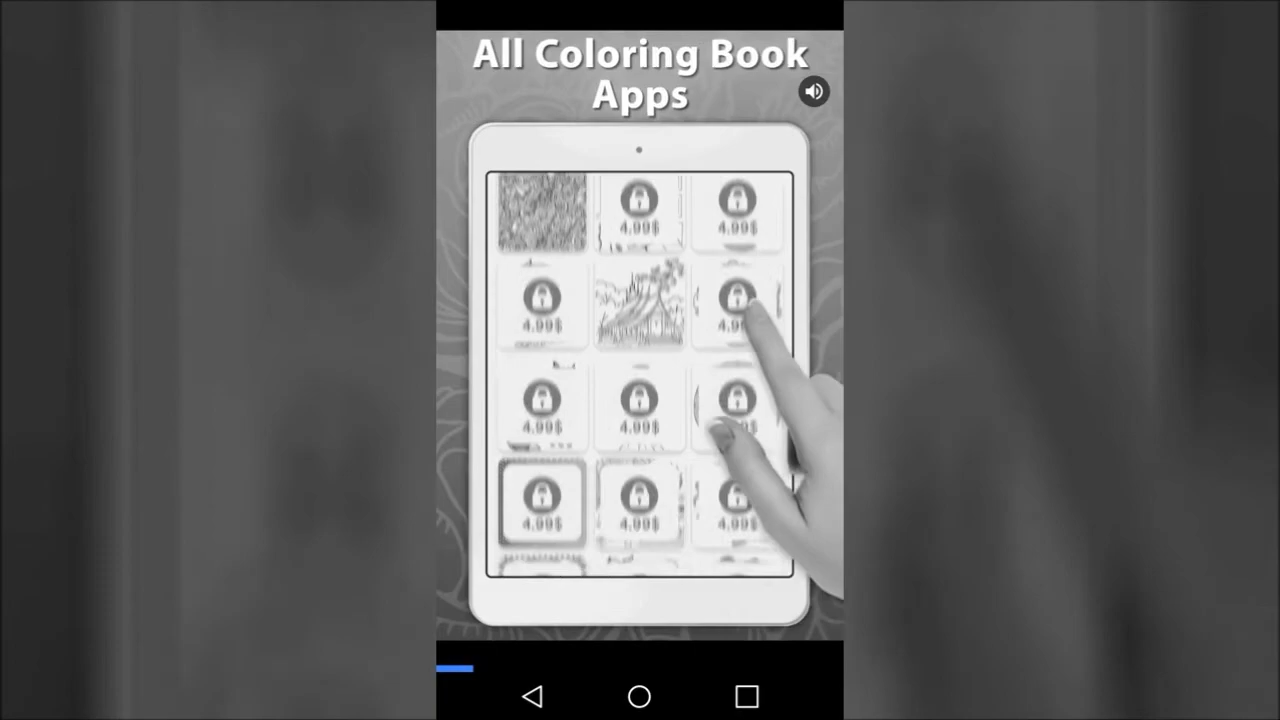 All Coloring Book
Apps
4.99$ 4.99$
4.99$ 4.99
4.99$ 4.99$ 9$
4.99$ 4.99$ 4.99$